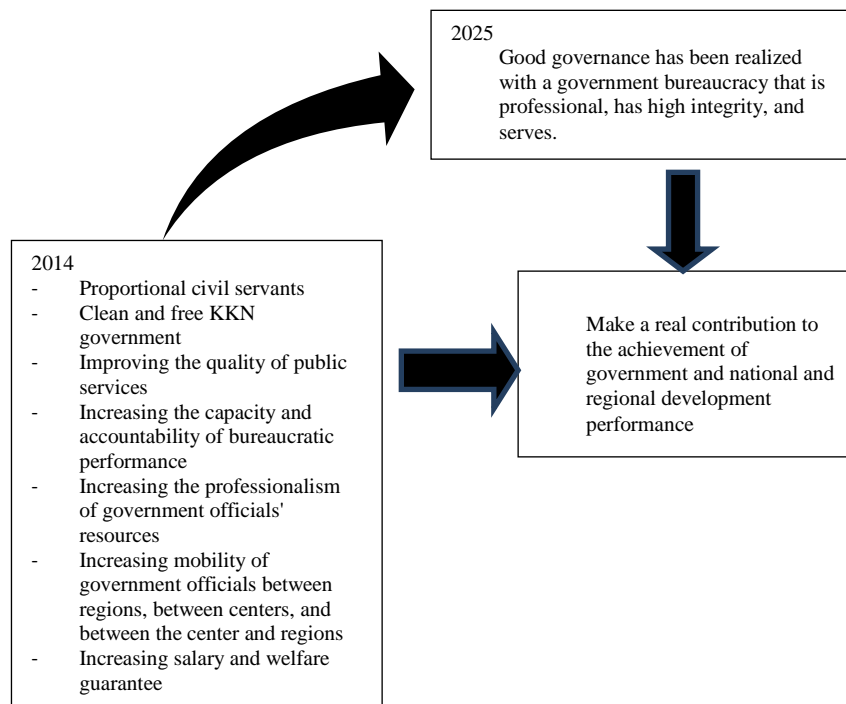 2025
Good governance has been realized
with a government bureaucracy that is
professional, has high integrity, and
serves.
2014
- Proportional civil servants
- Clean and free KKN
government
- Improving the quality of public
services
- Increasing the capacity and
accountability of bureaucratic
performance
- Increasing the professionalism
of government officials'
resources
- Increasing mobility of
government officials between
regions, between centers, and
between the center and regions
- Increasing salary and welfare
guarantee
Make a real contribution to
the achievement of
government and national and
regional development
performance